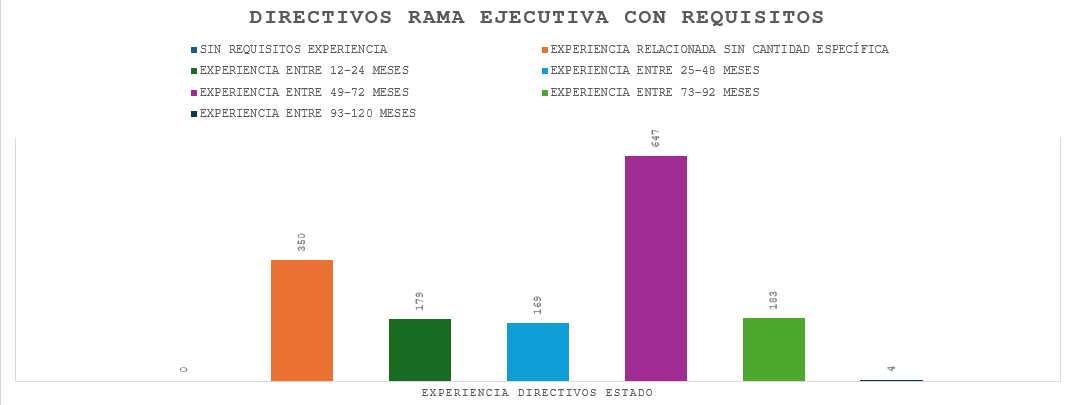 DIRECTIVOS RAMA EJECUTIVA CON REQUISITOS
SIN REQUISITOS EXPERIENCIA
EXPERIENCIA RELACIONADA SIN CANTIDAD ESPECÍFICA
EXPERIENCIA ENTRE 12-24 MESES
EXPERIENCIA ENTRE 25-48 MESES
EXPERIENCIA ENTRE 49-72 MESES
EXPERIENCIA ENTRE 73-92 MESES
EXPERIENCIA ENTRE 93-120 MESES
0
350
179
169
647
183
4
EXPERIENCIA DIRECTIVOS ESTADO